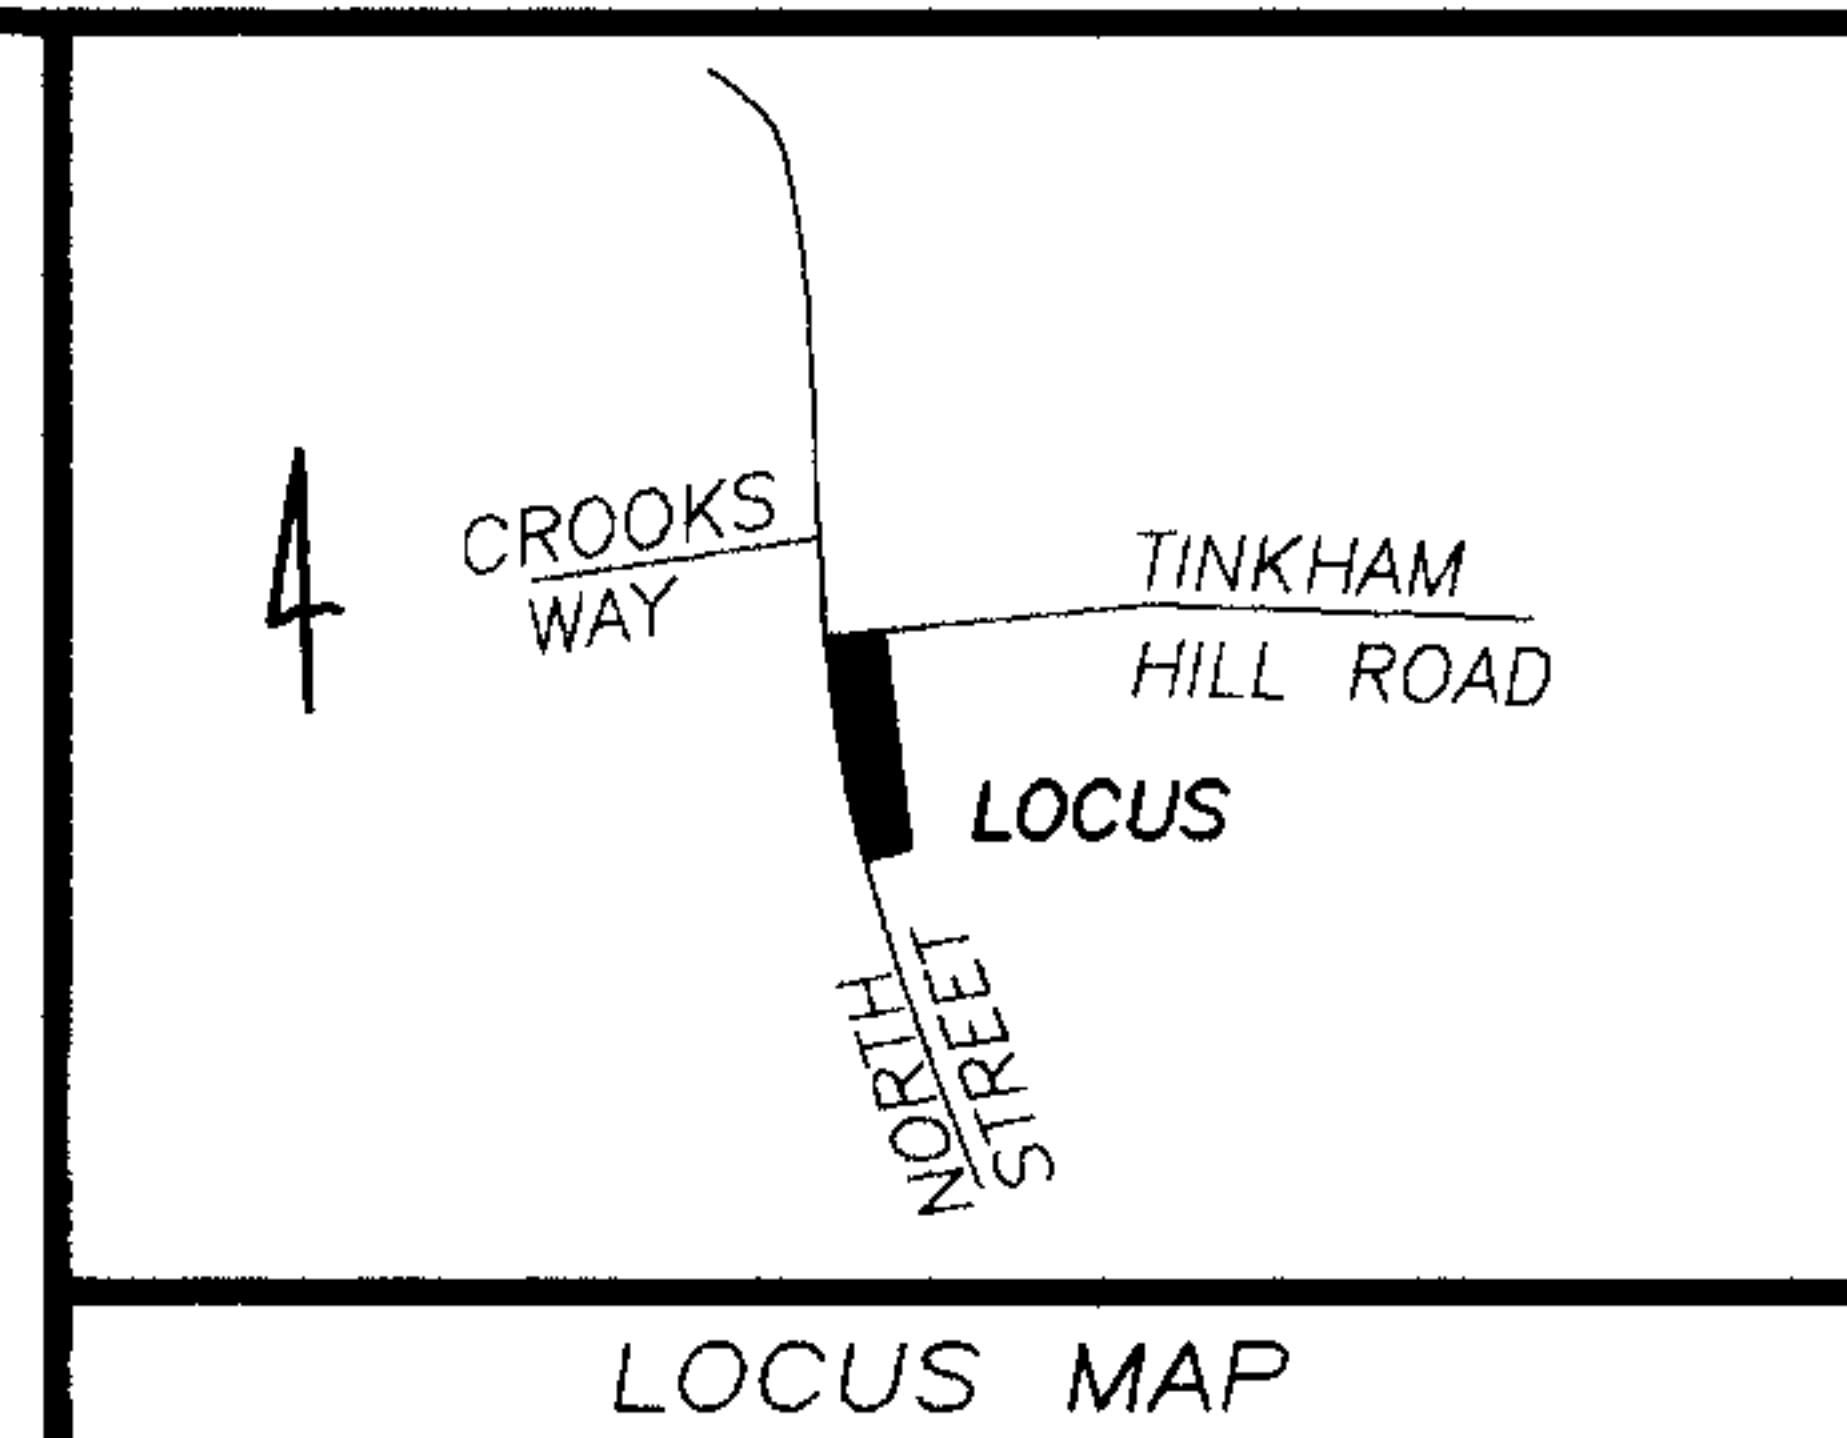 CROOKS
WAY
TINKHAM
HILL ROAD
LOCUS
NORTH
STREET
LOCUS MAP